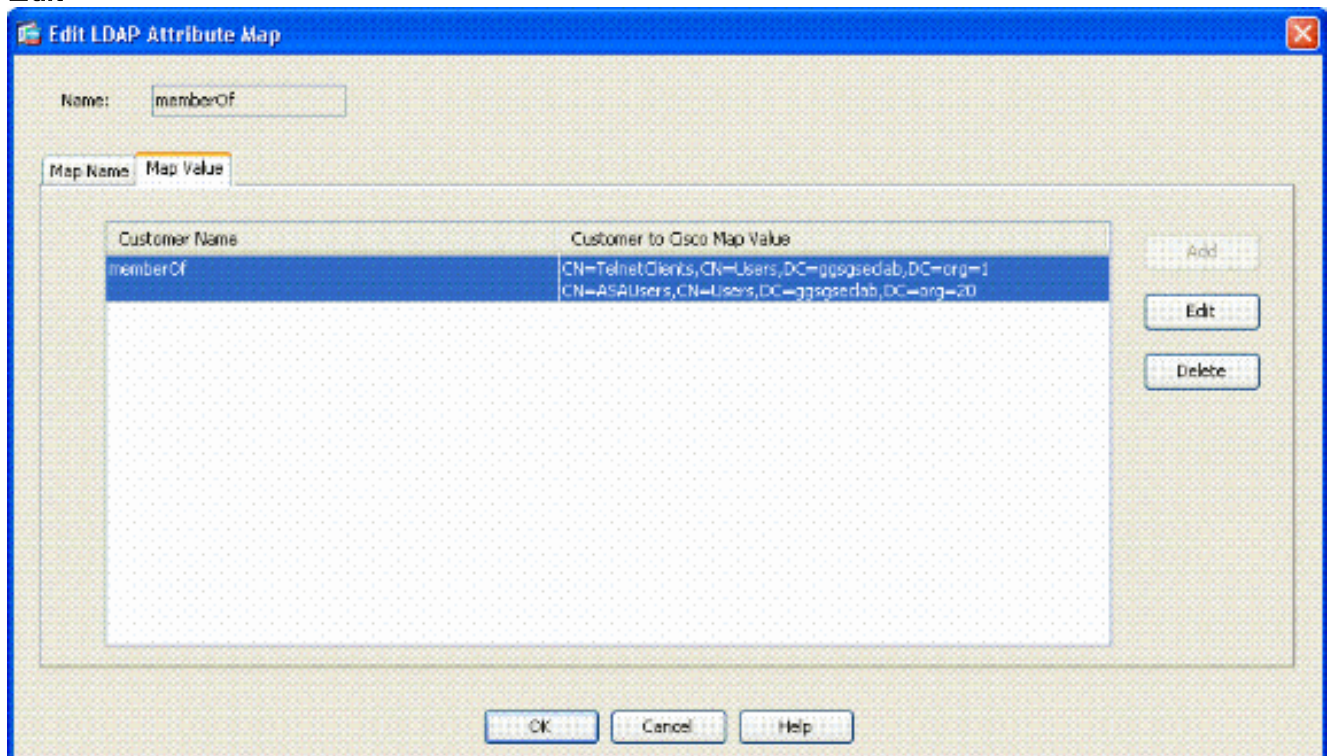 Edit LDAP Attribute Map
Name: memberOf
Map Name Map Value
Customer Name Customer to Cisco Map Value
memberOf CN=TelnetClients,CN=Users,DC=ggsgseclab,DC=org=1
CN=ASAUsers,CN=Users,DC=ggsgseclab,DC=org=20
Add
Edit
Delete
OK Cancel Help